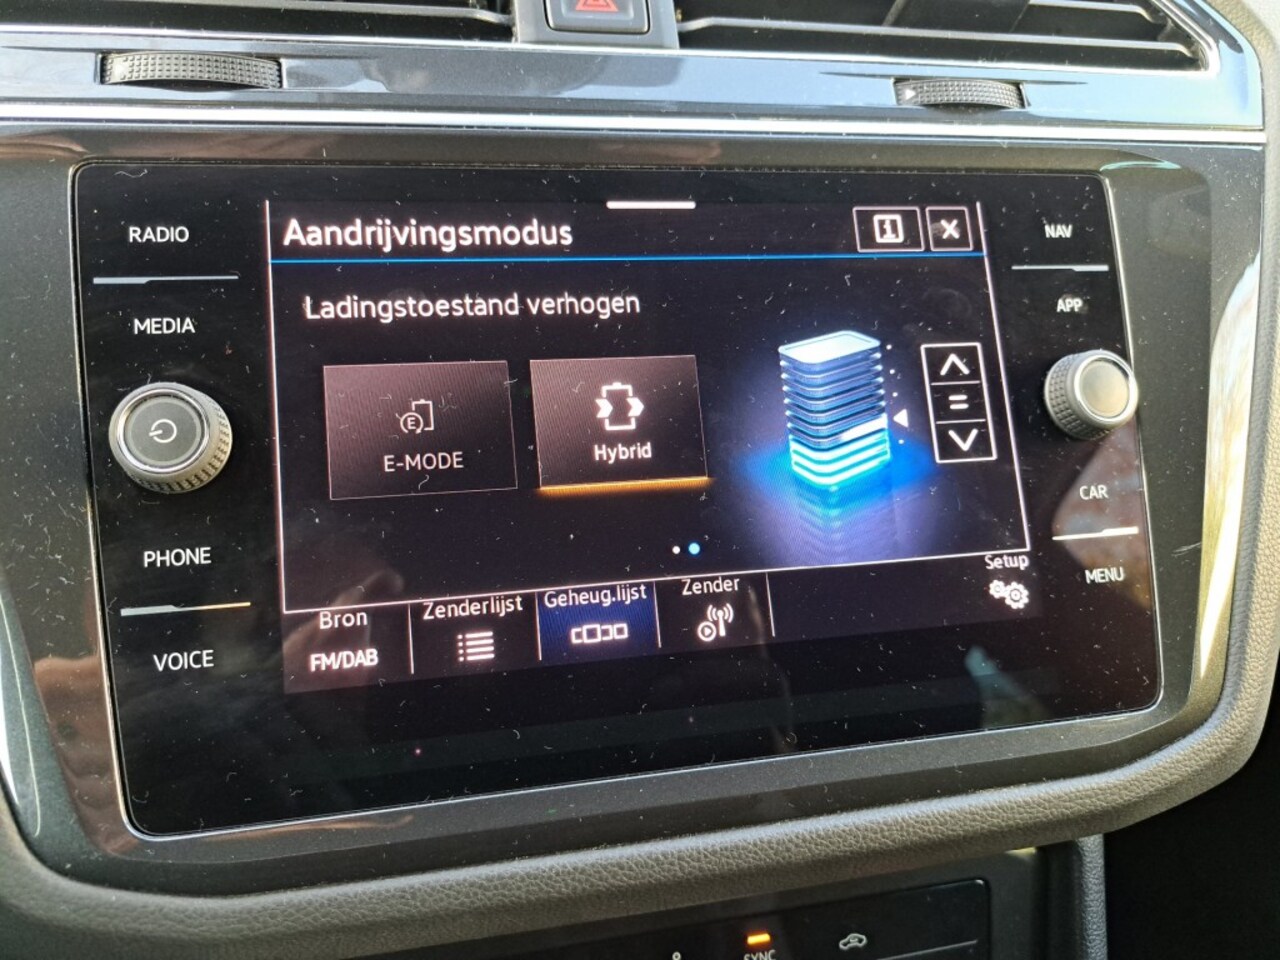 RADIO
MEDIA
PHONE
VOICE
Aandrijvingsmodus
i
X
Ladingstoestand verhogen
E
E-MODE
Hybrid
=
Bron
FM/DAB
Zenderlijst
Geheug.lijst
Zender
Setup
NAV
APP
CAR
MENU
SYNC